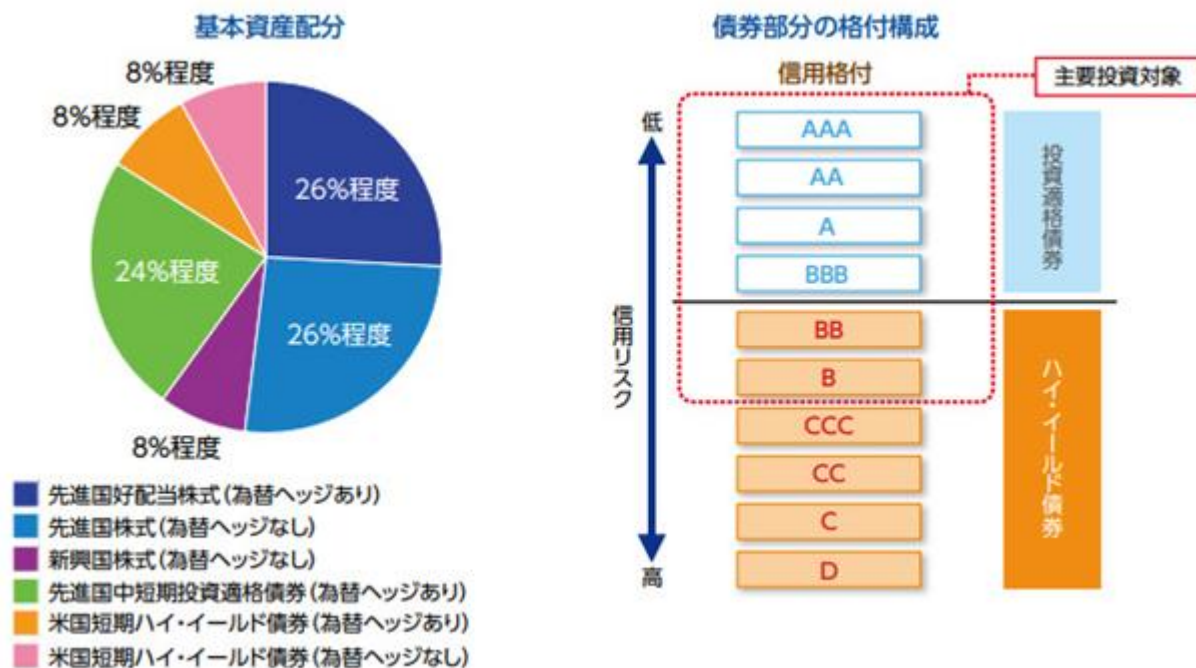 基本資産配分
8%程度
8%程度
26%程度
24%程度
26%程度
8%程度
先進国好配当株式(為替ヘッジあり)
先進国株式(為替ヘッジなし)
新興国株式(為替ヘッジなし)
先進国中短期投資適格債券(為替ヘッジあり)
米国短期ハイ・イールド債券(為替ヘッジあり)
米国短期ハイ・イールド債券(為替ヘッジなし)
債券部分の格付構成
信用格付
主要投資対象
低
信用リスク
高
AAA
AA
A
BBB
BB
B
CCC
CC
C
D
投資適格債券
ハイ・イールド債券